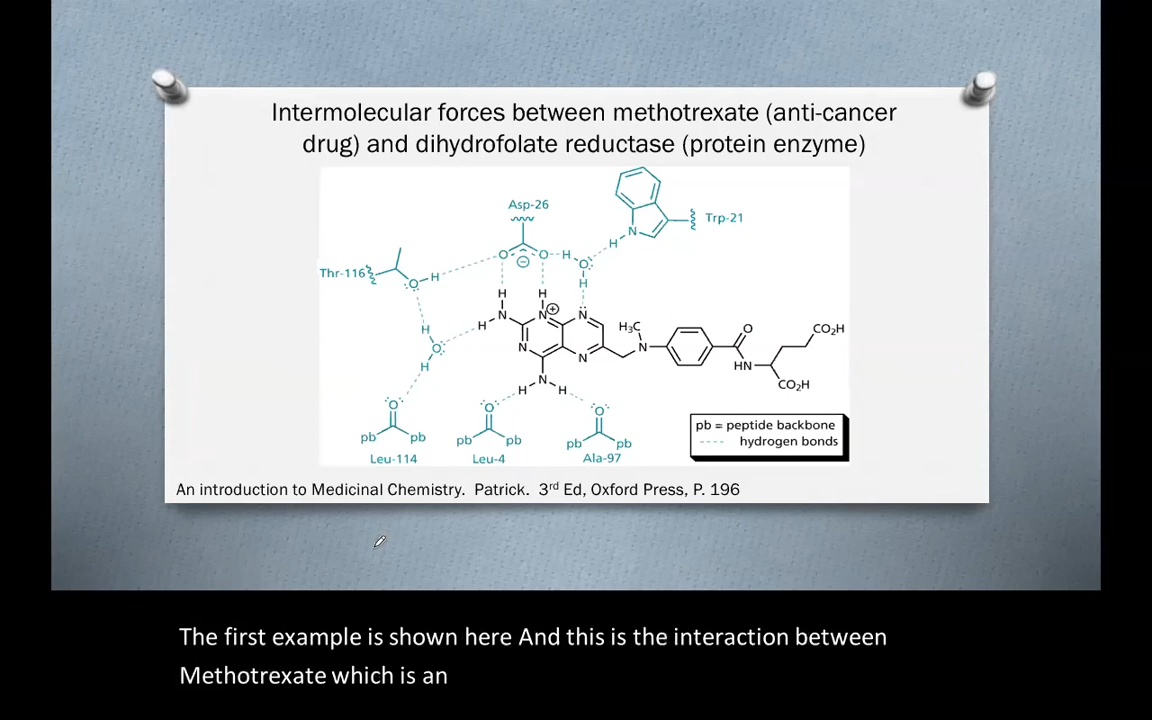 Intermolecular forces between methotrexate (anti-cancer
drug) and dihydrofolate reductase (protein enzyme)
Asp-26
Trp-21
Thr-116
O
O
H
O
H
N
H
O
H
H
H
H
N
H
N
N
H
O
H
N
N
H₃C
N
O
HN
CO₂H
CO₂H
H
N
H
O
O
O
pb
pb
pb
pb
pb
pb
Leu-114
Leu-4
Ala-97
pb = peptide backbone
hydrogen bonds
An introduction to Medicinal Chemistry. Patrick. 3rd Ed, Oxford Press, P. 196
The first example is shown here And this is the interaction between
Methotrexate which is an